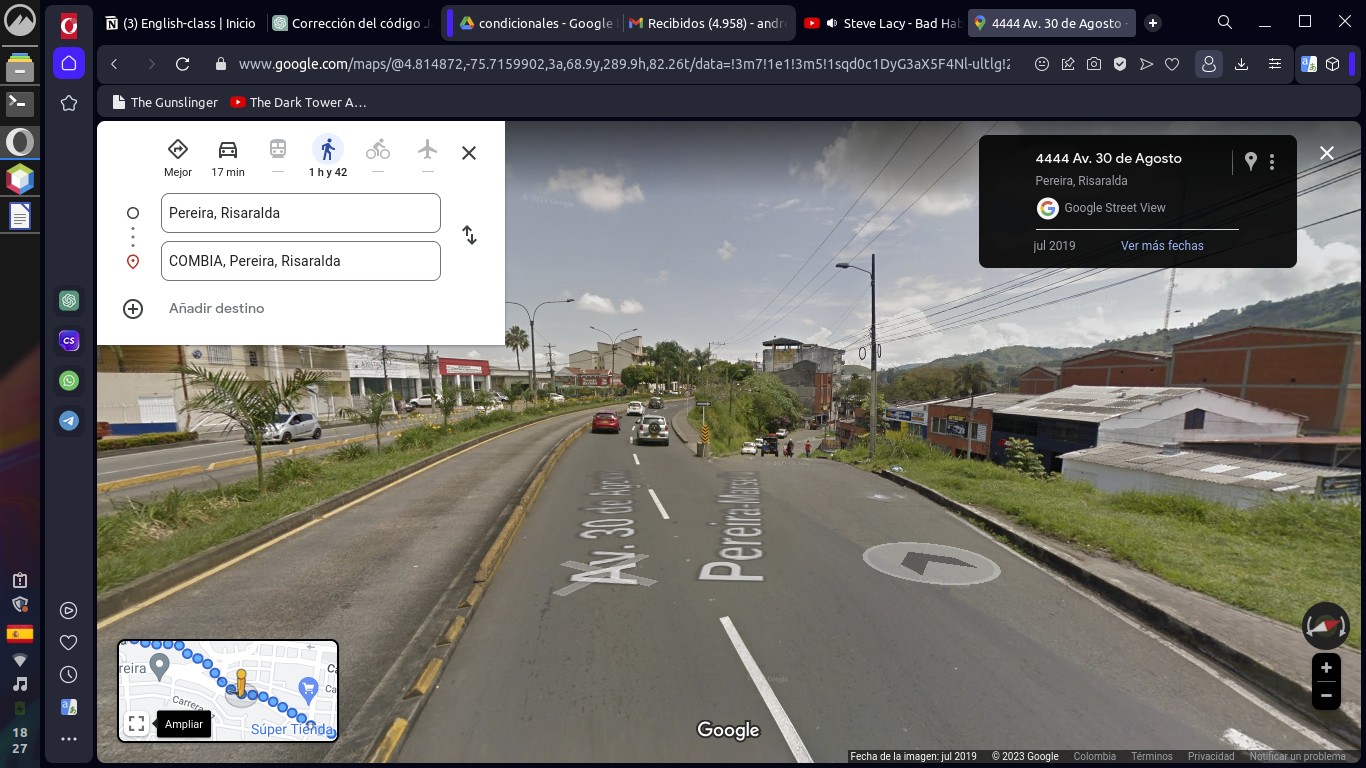 (3) English-class | Inicio
Corrección del código J
condicionales - Google
Recibidos (4.958) - andr
Steve Lacy - Bad Hab
4444 Av. 30 de Agosto -
www.google.com/maps/@4.814872,-75.7159902,3a,68.9y,289.9h,82.26t/data=!3m7!1e1!3m5!1sqd0c1DyG3aX5F4Nl-ultlg!2
The Gunslinger
The Dark Tower A...
Mejor
17 min
1 h y 42
Pereira, Risaralda
COMBIA, Pereira, Risaralda
Añadir destino
4444 Av. 30 de Agosto
Pereira, Risaralda
Google Street View
jul 2019
Ver más fechas
Av. 30 de Ago
Pereira-Marse
reira
Carrera
Ca
Ca
Súper Tienda
Ampliar
Google
Fecha de la imagen: jul 2019
© 2023 Google
Colombia
Términos
Privacidad
Notificar un problema
18
27